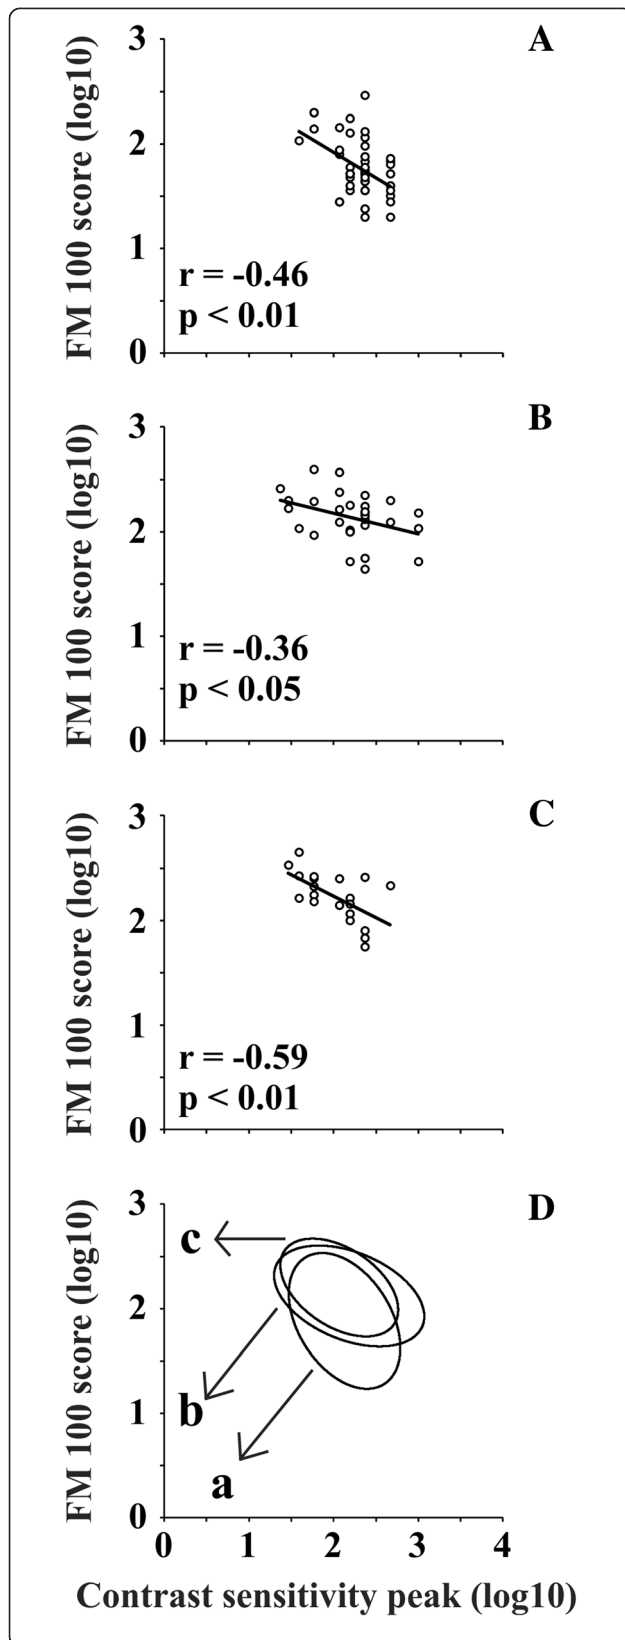 A
FM 100 score (log10)
3
2
1
0
r = -0.46
p < 0.01
B
FM 100 score (log10)
3
2
1
0
r = -0.36
p < 0.05
C
FM 100 score (log10)
3
2
1
0
r = -0.59
p < 0.01
D
FM 100 score (log10)
3
2
1
0
c
b
a
0 1 2 3 4
Contrast sensitivity peak (log10)